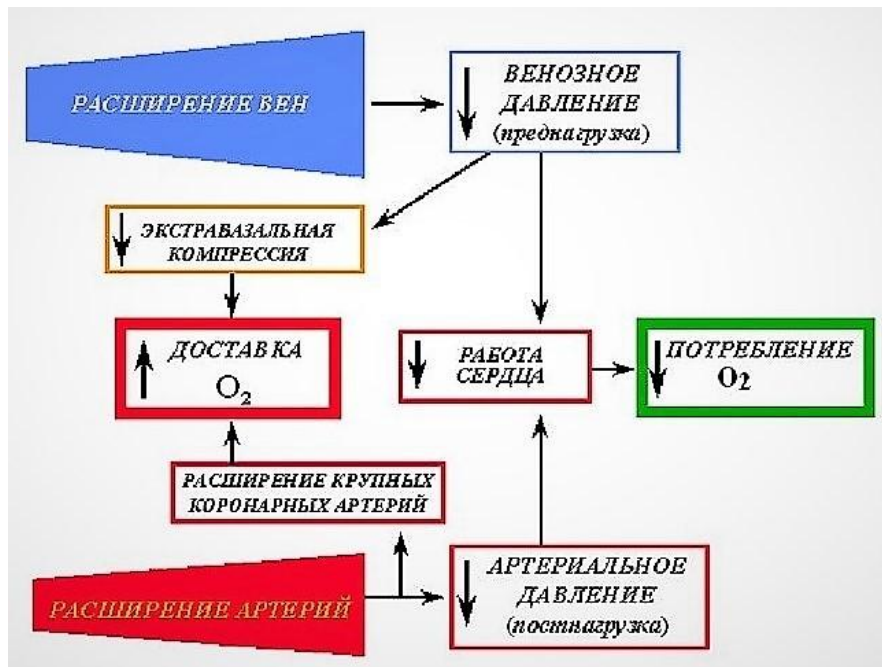 РАСШИРЕНИЕ ВЕН
ВЕНОЗНОЕ
ДАВЛЕНИЕ
(преднагрузка)
ЭКСТРАВАЗАЛЬНАЯ
КОМПРЕССИЯ
ДОСТАВКА
O₂
РАБОТА
СЕРДЦА
ПОТРЕБЛЕНИЕ
O₂
РАСШИРЕНИЕ КРУПНЫХ
КОРОНАРНЫХ АРТЕРИЙ
РАСШИРЕНИЕ АРТЕРИЙ
АРТЕРИАЛЬНОЕ
ДАВЛЕНИЕ
(постнагрузка)